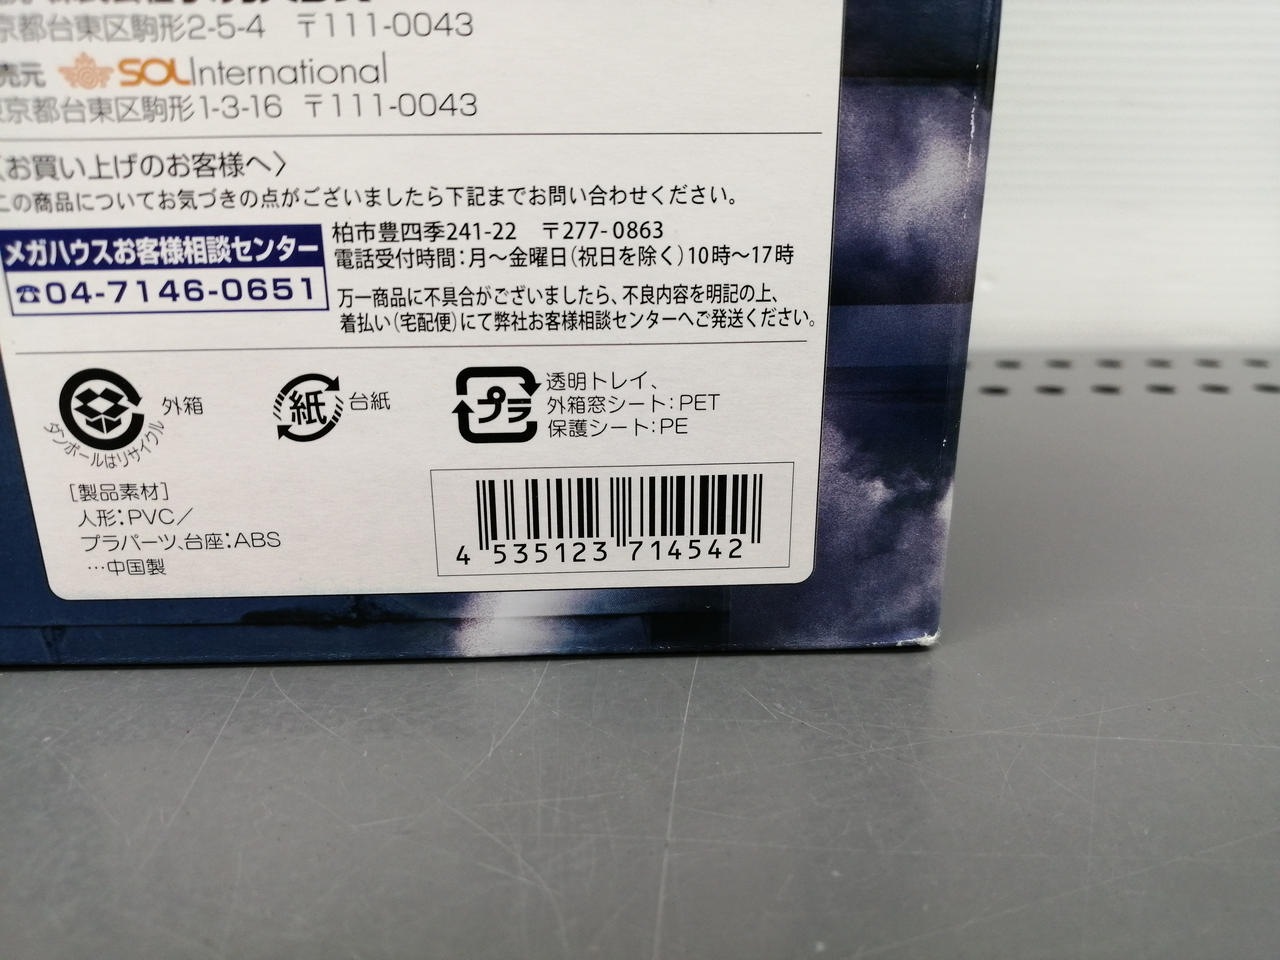 京都台東区駒形2-5-4 〒111-0043
売元 SOL International
京都台東区駒形1-3-16 〒111-0043
〈お買い上げのお客様へ〉
この商品についてお気づきの点がございましたら下記までお問い合わせください。
メガハウスお客様相談センター
☎04-7146-0651
柏市豊四季241-22 〒277-0863
電話受付時間:月～金曜日(祝日を除く)10時～17時
万一商品に不具合がございましたら、不良内容を明記の上、
着払い(宅配便)にて弊社お客様相談センターへご発送ください。
外箱
ダンボールはリサイクル
紙
台紙
プラ
透明トレイ、
外箱窓シート:PET
保護シート:PE
[製品素材]
人形:PVC/
プラパーツ、台座:ABS
…中国製
4 535123 714542